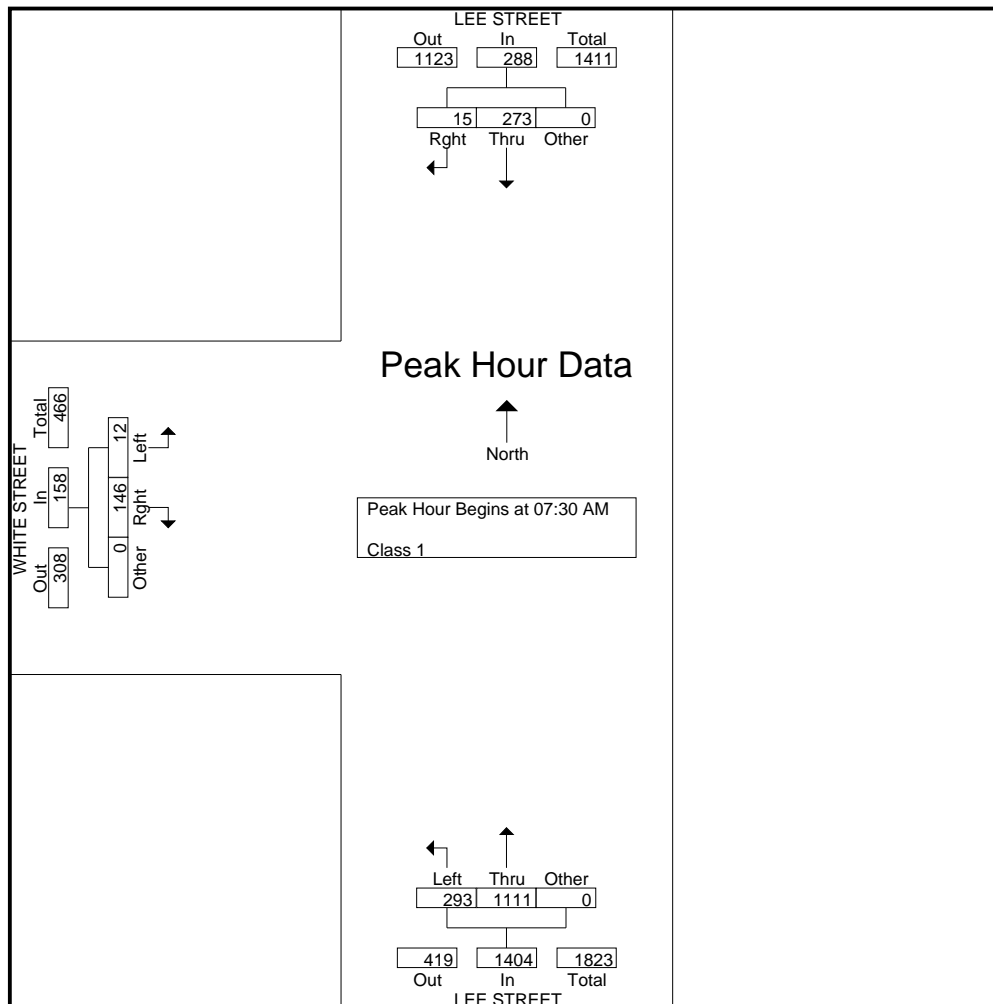 LEE STREET
Out In Total
1123 288 1411
15 273 0
Rght Thru Other
Peak Hour Data
North
Peak Hour Begins at 07:30 AM
Class 1
WHITE STREET
Out In Total
308 158 466
0 146 12
Other Rght Left
Left Thru Other
293 1111 0
419 1404 1823
Out In Total
LEE STREET